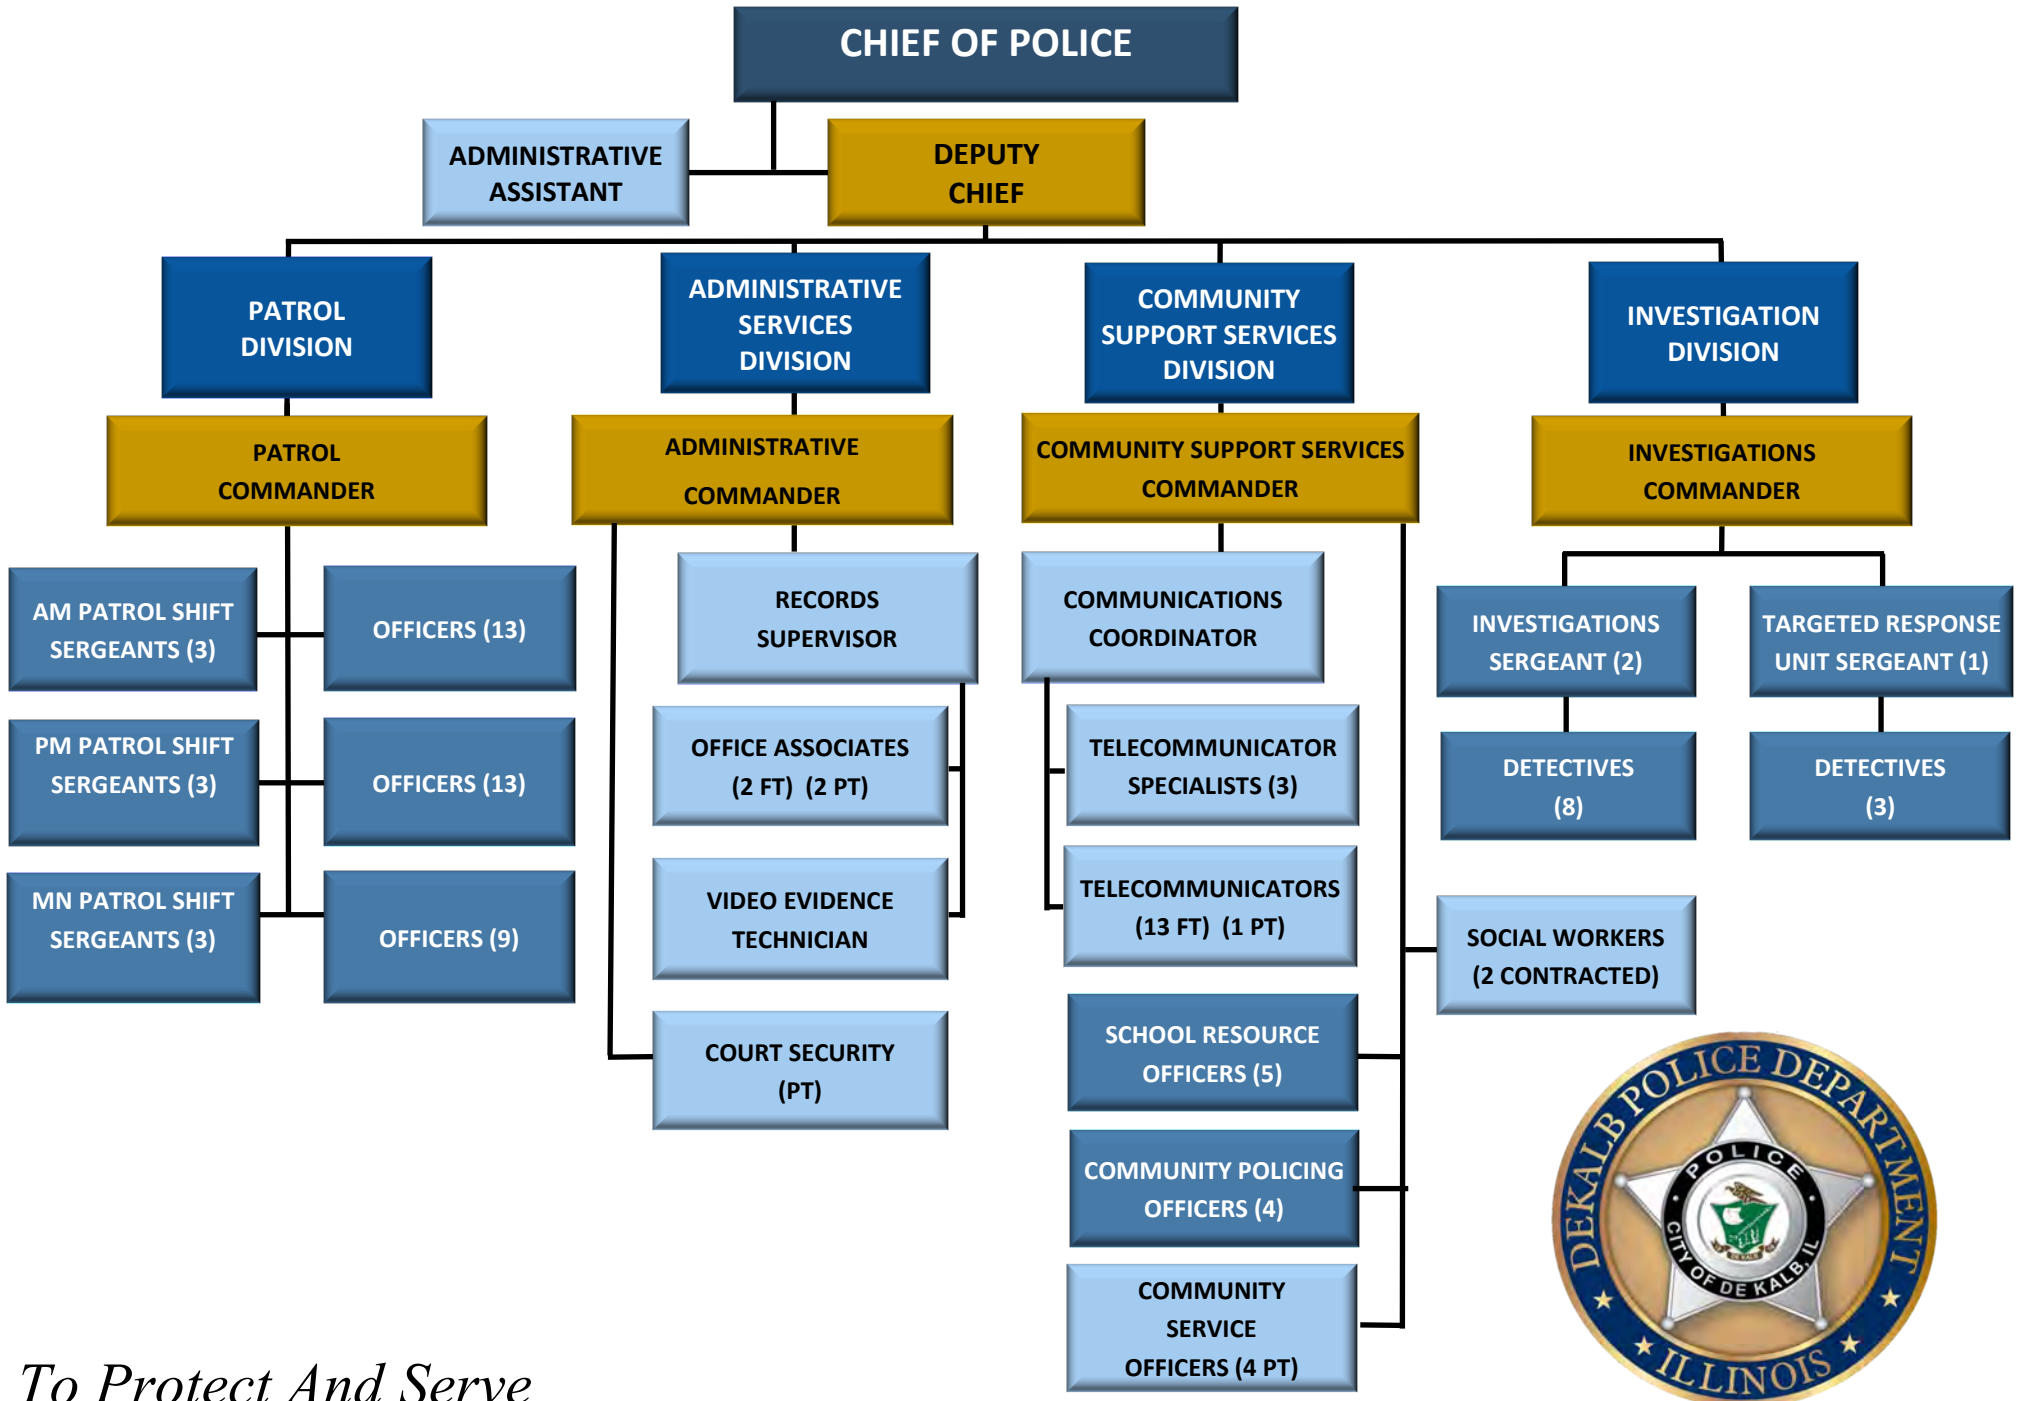 CHIEF OF POLICE
ADMINISTRATIVE
ASSISTANT
DEPUTY
CHIEF
PATROL
DIVISION
ADMINISTRATIVE
SERVICES
DIVISION
COMMUNITY
SUPPORT SERVICES
DIVISION
INVESTIGATION
DIVISION
PATROL
COMMANDER
ADMINISTRATIVE
COMMANDER
COMMUNITY SUPPORT SERVICES
COMMANDER
INVESTIGATIONS
COMMANDER
AM PATROL SHIFT
SERGEANTS (3)
OFFICERS (13)
PM PATROL SHIFT
SERGEANTS (3)
OFFICERS (13)
MN PATROL SHIFT
SERGEANTS (3)
OFFICERS (9)
RECORDS
SUPERVISOR
OFFICE ASSOCIATES
(2 FT) (2 PT)
VIDEO EVIDENCE
TECHNICIAN
COURT SECURITY
(PT)
COMMUNICATIONS
COORDINATOR
TELECOMMUNICATOR
SPECIALISTS (3)
TELECOMMUNICATORS
(13 FT) (1 PT)
SCHOOL RESOURCE
OFFICERS (5)
COMMUNITY POLICING
OFFICERS (4)
COMMUNITY
SERVICE
OFFICERS (4 PT)
SOCIAL WORKERS
(2 CONTRACTED)
INVESTIGATIONS
SERGEANT (2)
TARGETED RESPONSE
UNIT SERGEANT (1)
DETECTIVES
(8)
DETECTIVES
(3)
DEKALB POLICE DEPARTMENT
ILLINOIS
POLICE
CITY OF DE KALB, IL
DE KALB
To Protect And Serve